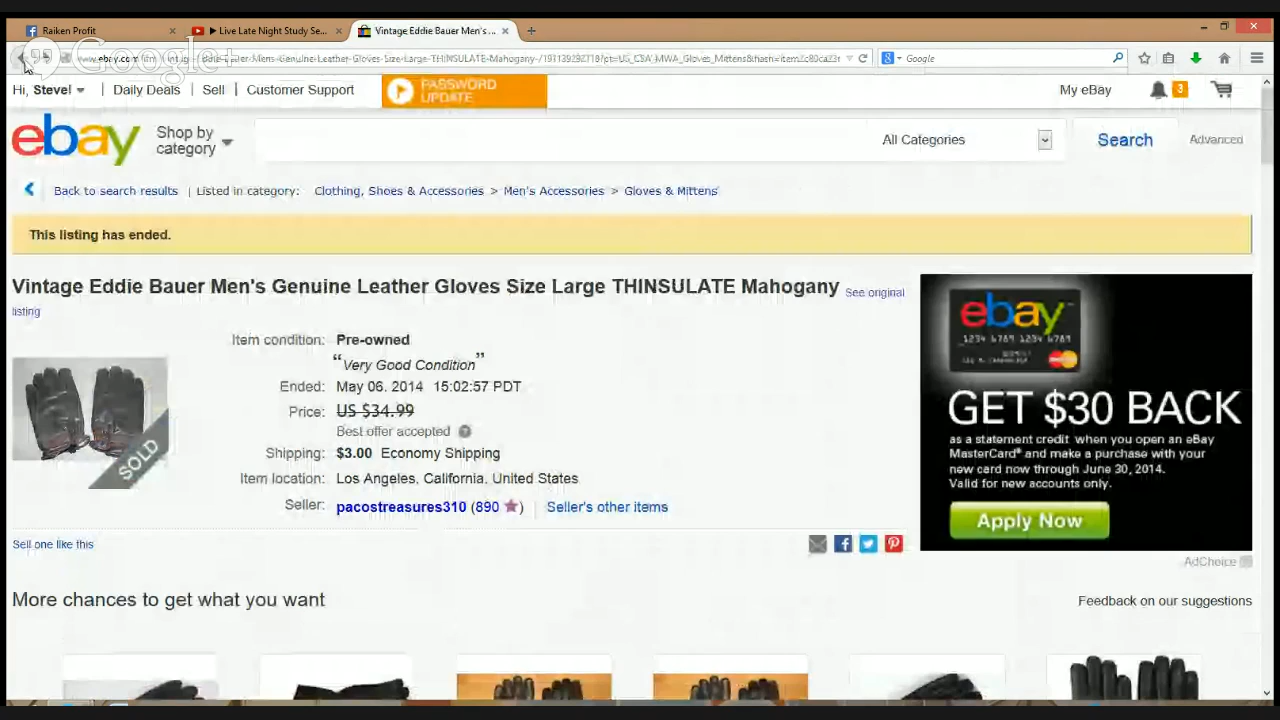 Raiken Profit
Live Late Night Study Se...
Vintage Eddie Bauer Men's ...
Google+
Google
Hi, Steve!
Daily Deals
Sell
Customer Support
PASSWORD
UPDATE
My eBay
3
ebay
Shop by
category
All Categories
Search
Advanced
Back to search results | Listed in category: Clothing, Shoes & Accessories > Men's Accessories > Gloves & Mittens
This listing has ended.
Vintage Eddie Bauer Men's Genuine Leather Gloves Size Large THINSULATE Mahogany See original
listing
Item condition: Pre-owned
"Very Good Condition"
Ended: May 06, 2014 15:02:57 PDT
Price: US $34.99
Best offer accepted ?
Shipping: $3.00 Economy Shipping
Item location: Los Angeles, California, United States
Seller: pacostreasures310 (890 ) | Seller's other items
SOLD
Sell one like this
ebay
1234 6789 1234 6789
MasterCard
GET $30 BACK
as a statement credit when you open an eBay
MasterCard® and make a purchase with your
new card now through June 30, 2014.
Valid for new accounts only.
Apply Now
AdChoice
More chances to get what you want
Feedback on our suggestions